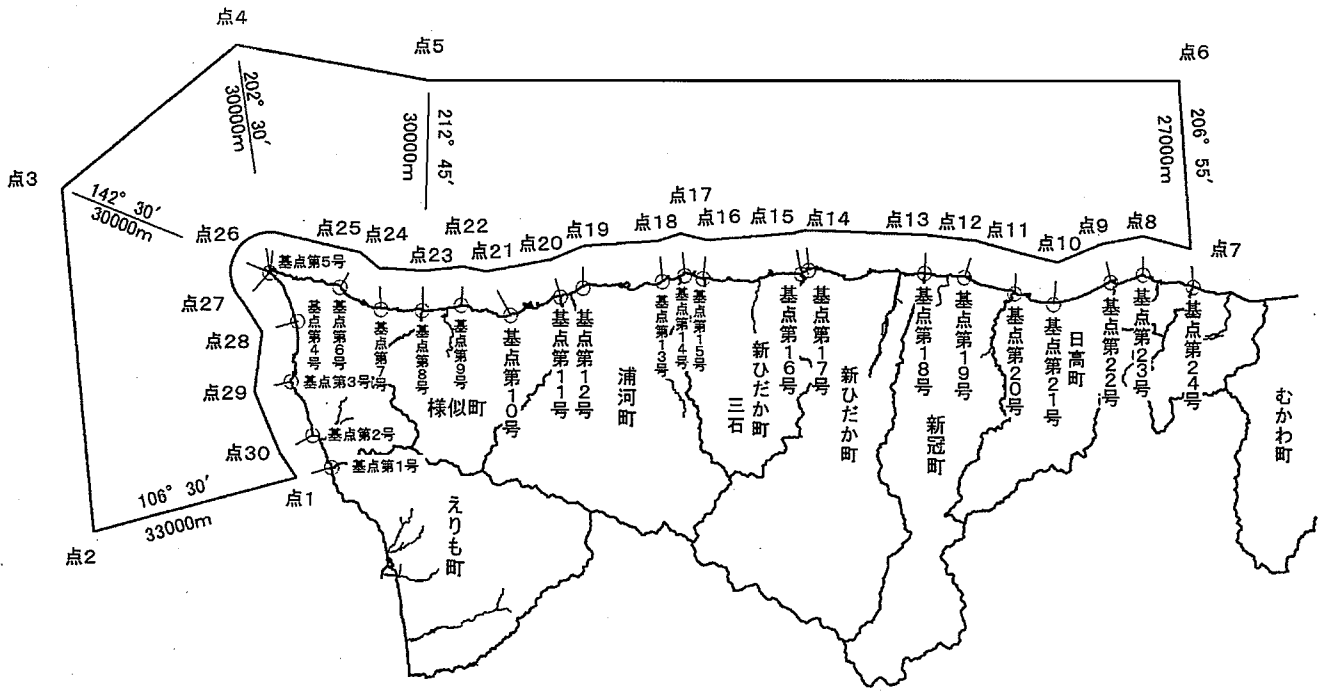 点4
点5
点6
202° 30′
30000m
212° 45′
30000m
206° 55′
27000m
点3
142° 30′
30000m
点26
点25
点24
点23
点22
点21
点20
点19
点18
点17
点16
点15
点14
点13
点12
点11
点10
点9
点8
点7
点27
点28
点29
点30
点1
点2
106° 30′
33000m
基点第5号
基点第4号
基点第6号
基点第7号
基点第8号
基点第9号
基点第10号
基点第11号
基点第12号
基点第13号
基点第14号
基点第15号
基点第16号
基点第17号
基点第18号
基点第19号
基点第20号
基点第21号
基点第22号
基点第23号
基点第24号
基点第3号
基点第2号
基点第1号
えりも町
様似町
浦河町
新ひだか町
三石
新ひだか町
新冠町
日高町
むかわ町